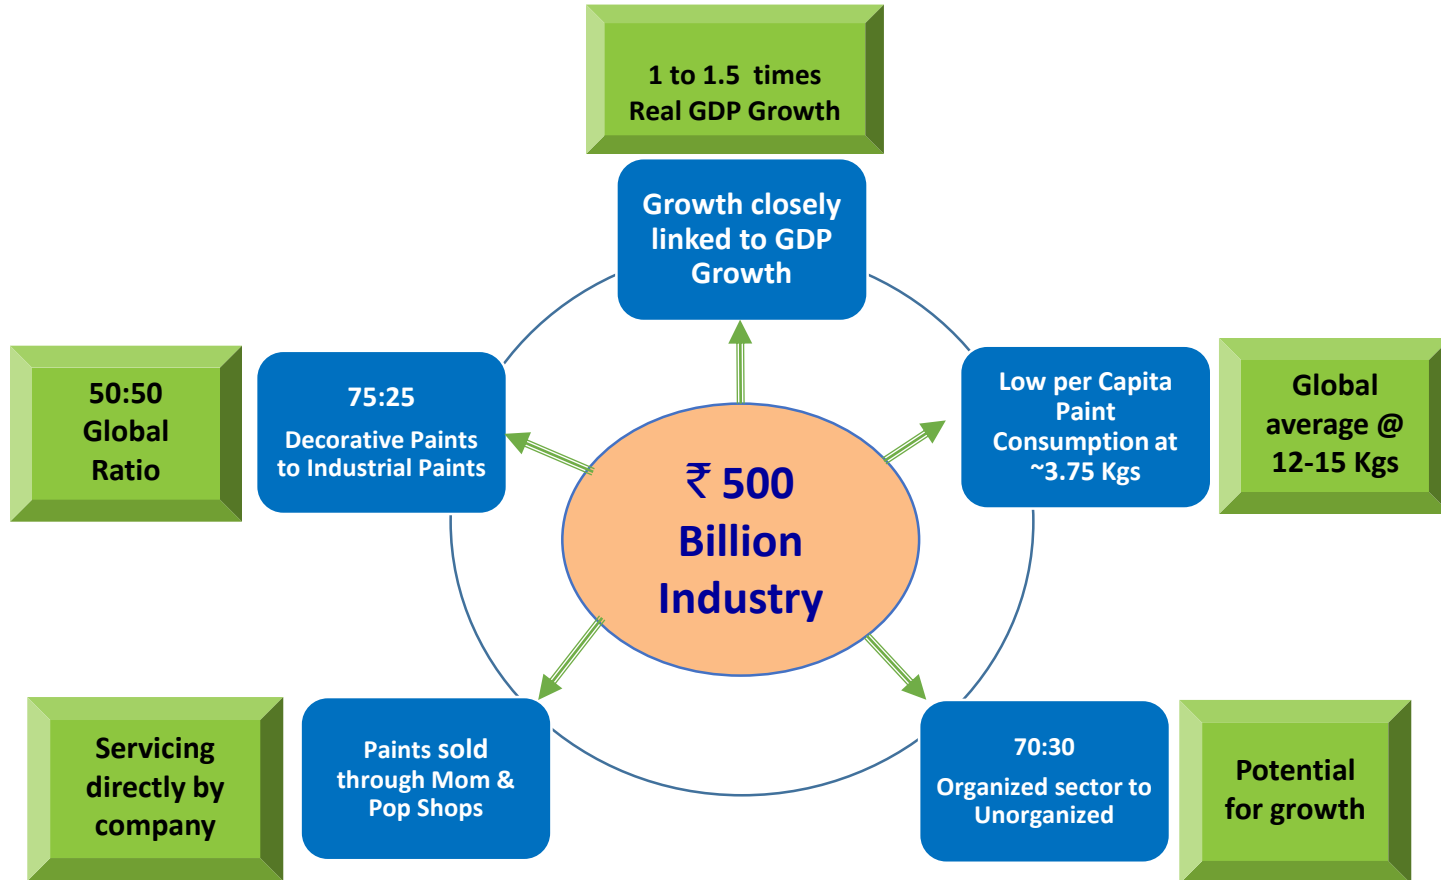 1 to 1.5 times
Real GDP Growth
Growth closely
linked to GDP
Growth
50:50
Global
Ratio
75:25
Decorative Paints
to Industrial Paints
Low per Capita
Paint
Consumption at
~3.75 Kgs
Global
average @
12-15 Kgs
₹ 500
Billion
Industry
Servicing
directly by
company
Paints sold
through Mom &
Pop Shops
70:30
Organized sector to
Unorganized
Potential
for growth